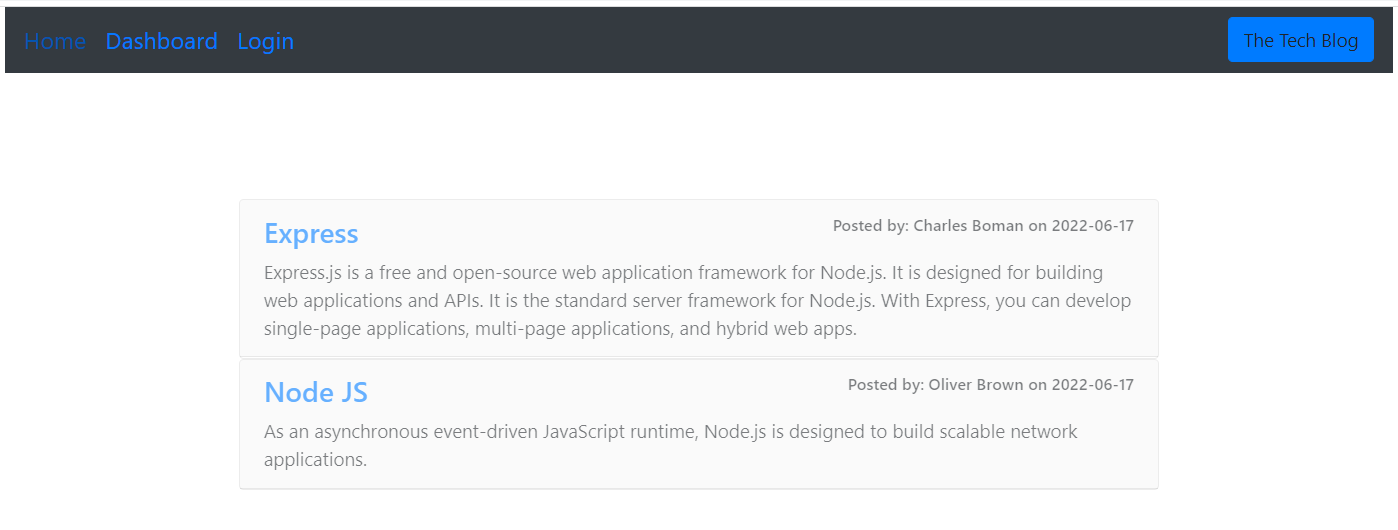 Home Dashboard Login The Tech Blog
Express Posted by: Charles Boman on 2022-06-17
Express.js is a free and open-source web application framework for Node.js. It is designed for building
web applications and APIs. It is the standard server framework for Node.js. With Express, you can develop
single-page applications, multi-page applications, and hybrid web apps.
Node JS Posted by: Oliver Brown on 2022-06-17
As an asynchronous event-driven JavaScript runtime, Node.js is designed to build scalable network
applications.